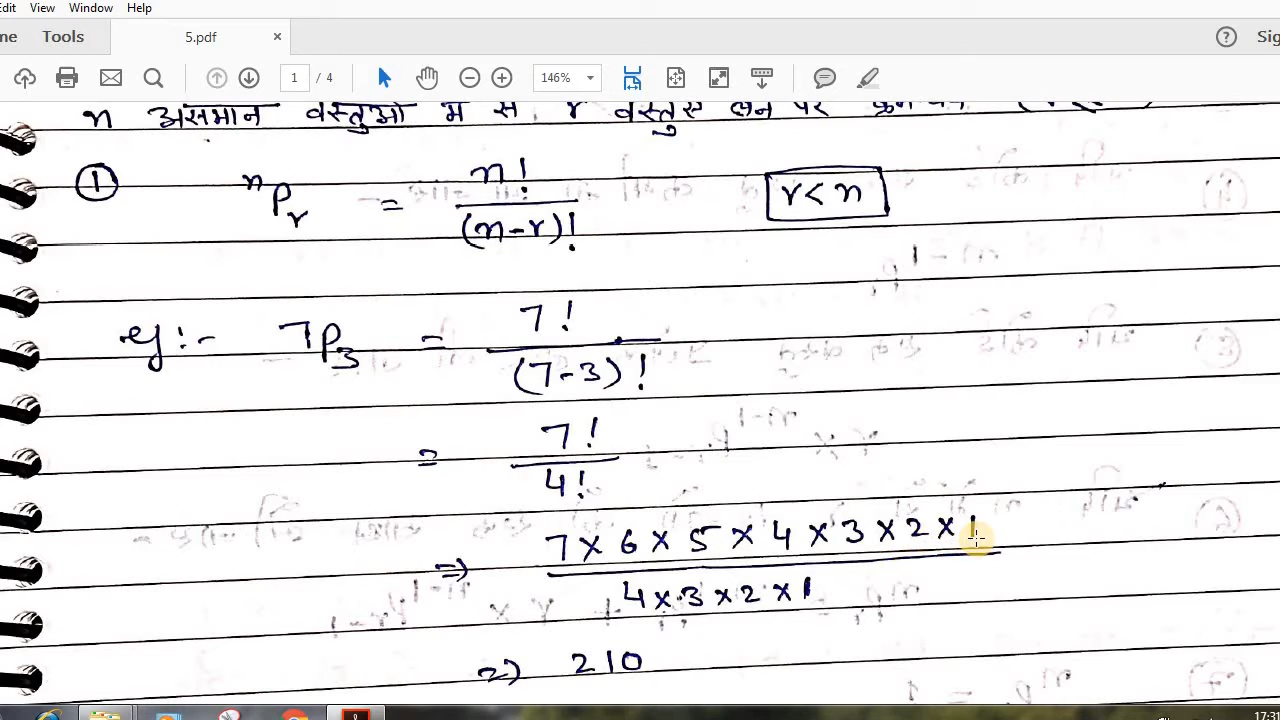 Edit View Window Help
me Tools 5.pdf × ? Sig
1 / 4 146%
n असमान वस्तुओ में से r वस्तुएँ लेने पर
① ⁿPᵣ = n! / (n-r)! r < n
eg:- 7P₃ = 7! / (7-3)!
= 7! / 4!
⇒ 7 × 6 × 5 × 4 × 3 × 2 × 1 / 4 × 3 × 2 × 1
⇒ 210